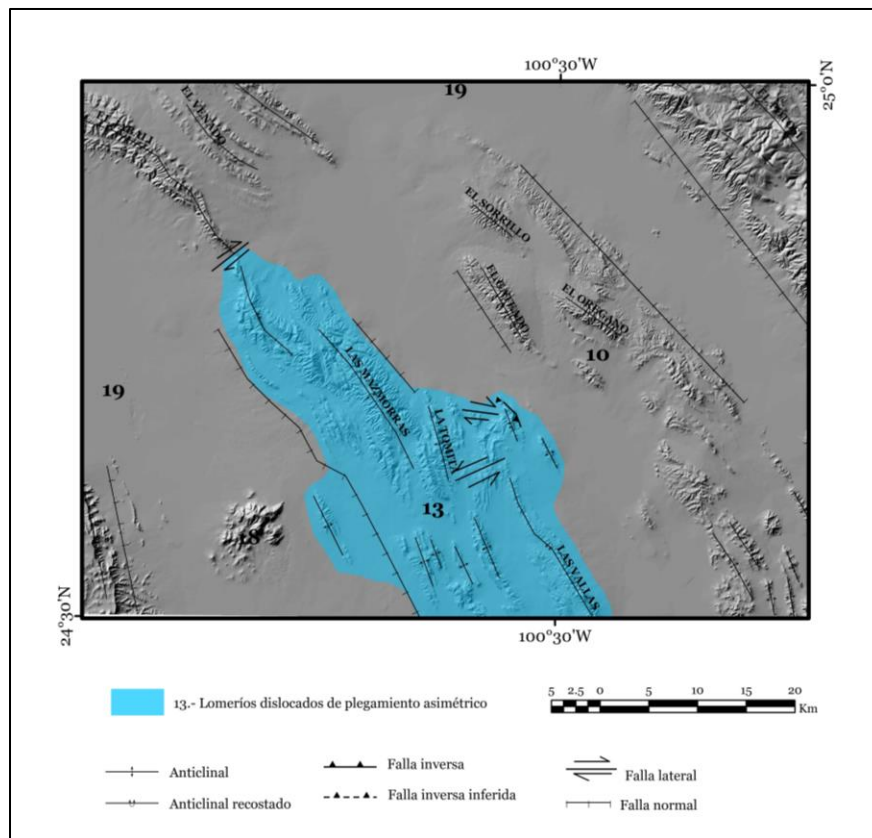 100°30'W
25°0'N
19
EL VENADO
EL SORRILLO
EL OREGANO
10
19
LAS MAZMORRAS
LA TOMITA
13
18
LAS VALLAS
24°30'N
100°30'W
13.- Lomeríos dislocados de plegamiento asimétrico
5 2.5 0 5 10 15 20
Km
Anticlinal
Falla inversa
Falla lateral
Anticlinal recostado
Falla inversa inferida
Falla normal